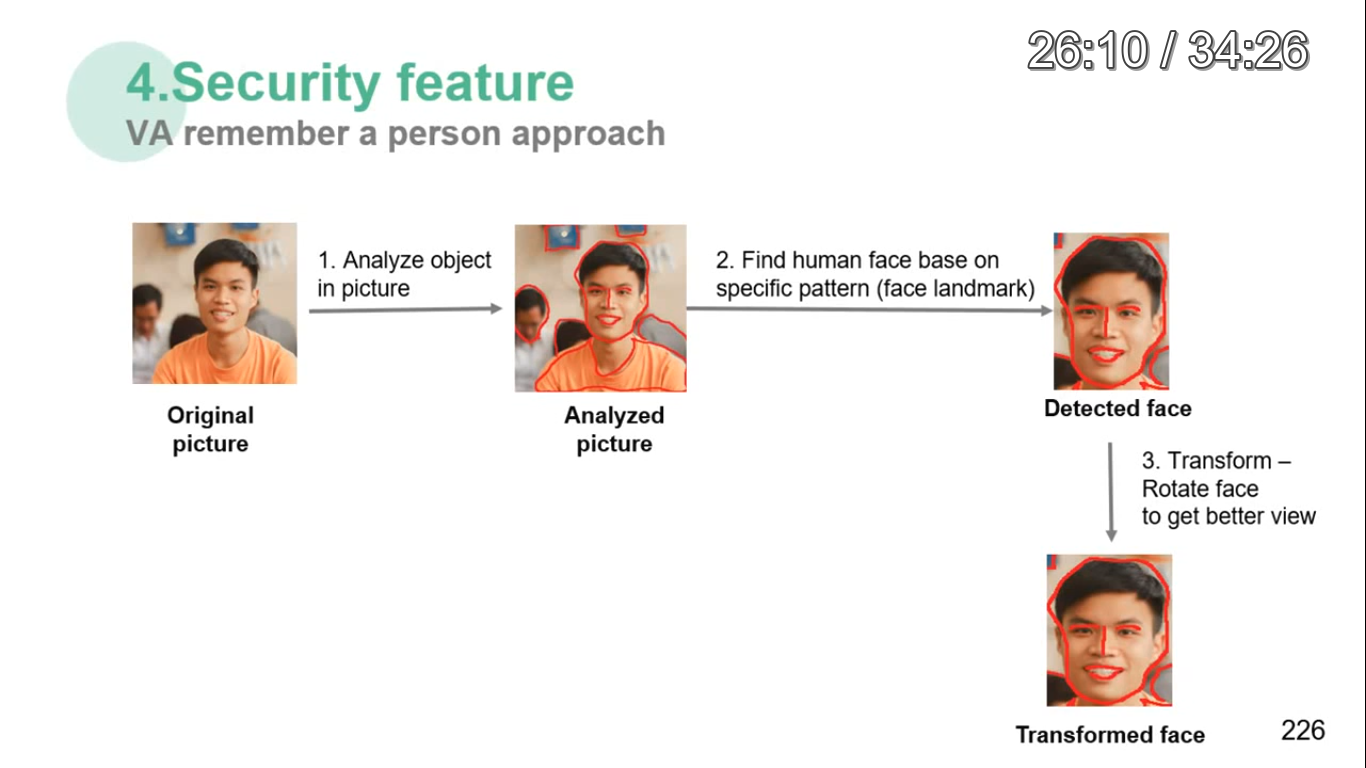 26:10 / 34:26
4.Security feature
VA remember a person approach
1. Analyze object
in picture
2. Find human face base on
specific pattern (face landmark)
Original
picture
Analyzed
picture
Detected face
3. Transform –
Rotate face
to get better view
Transformed face
226